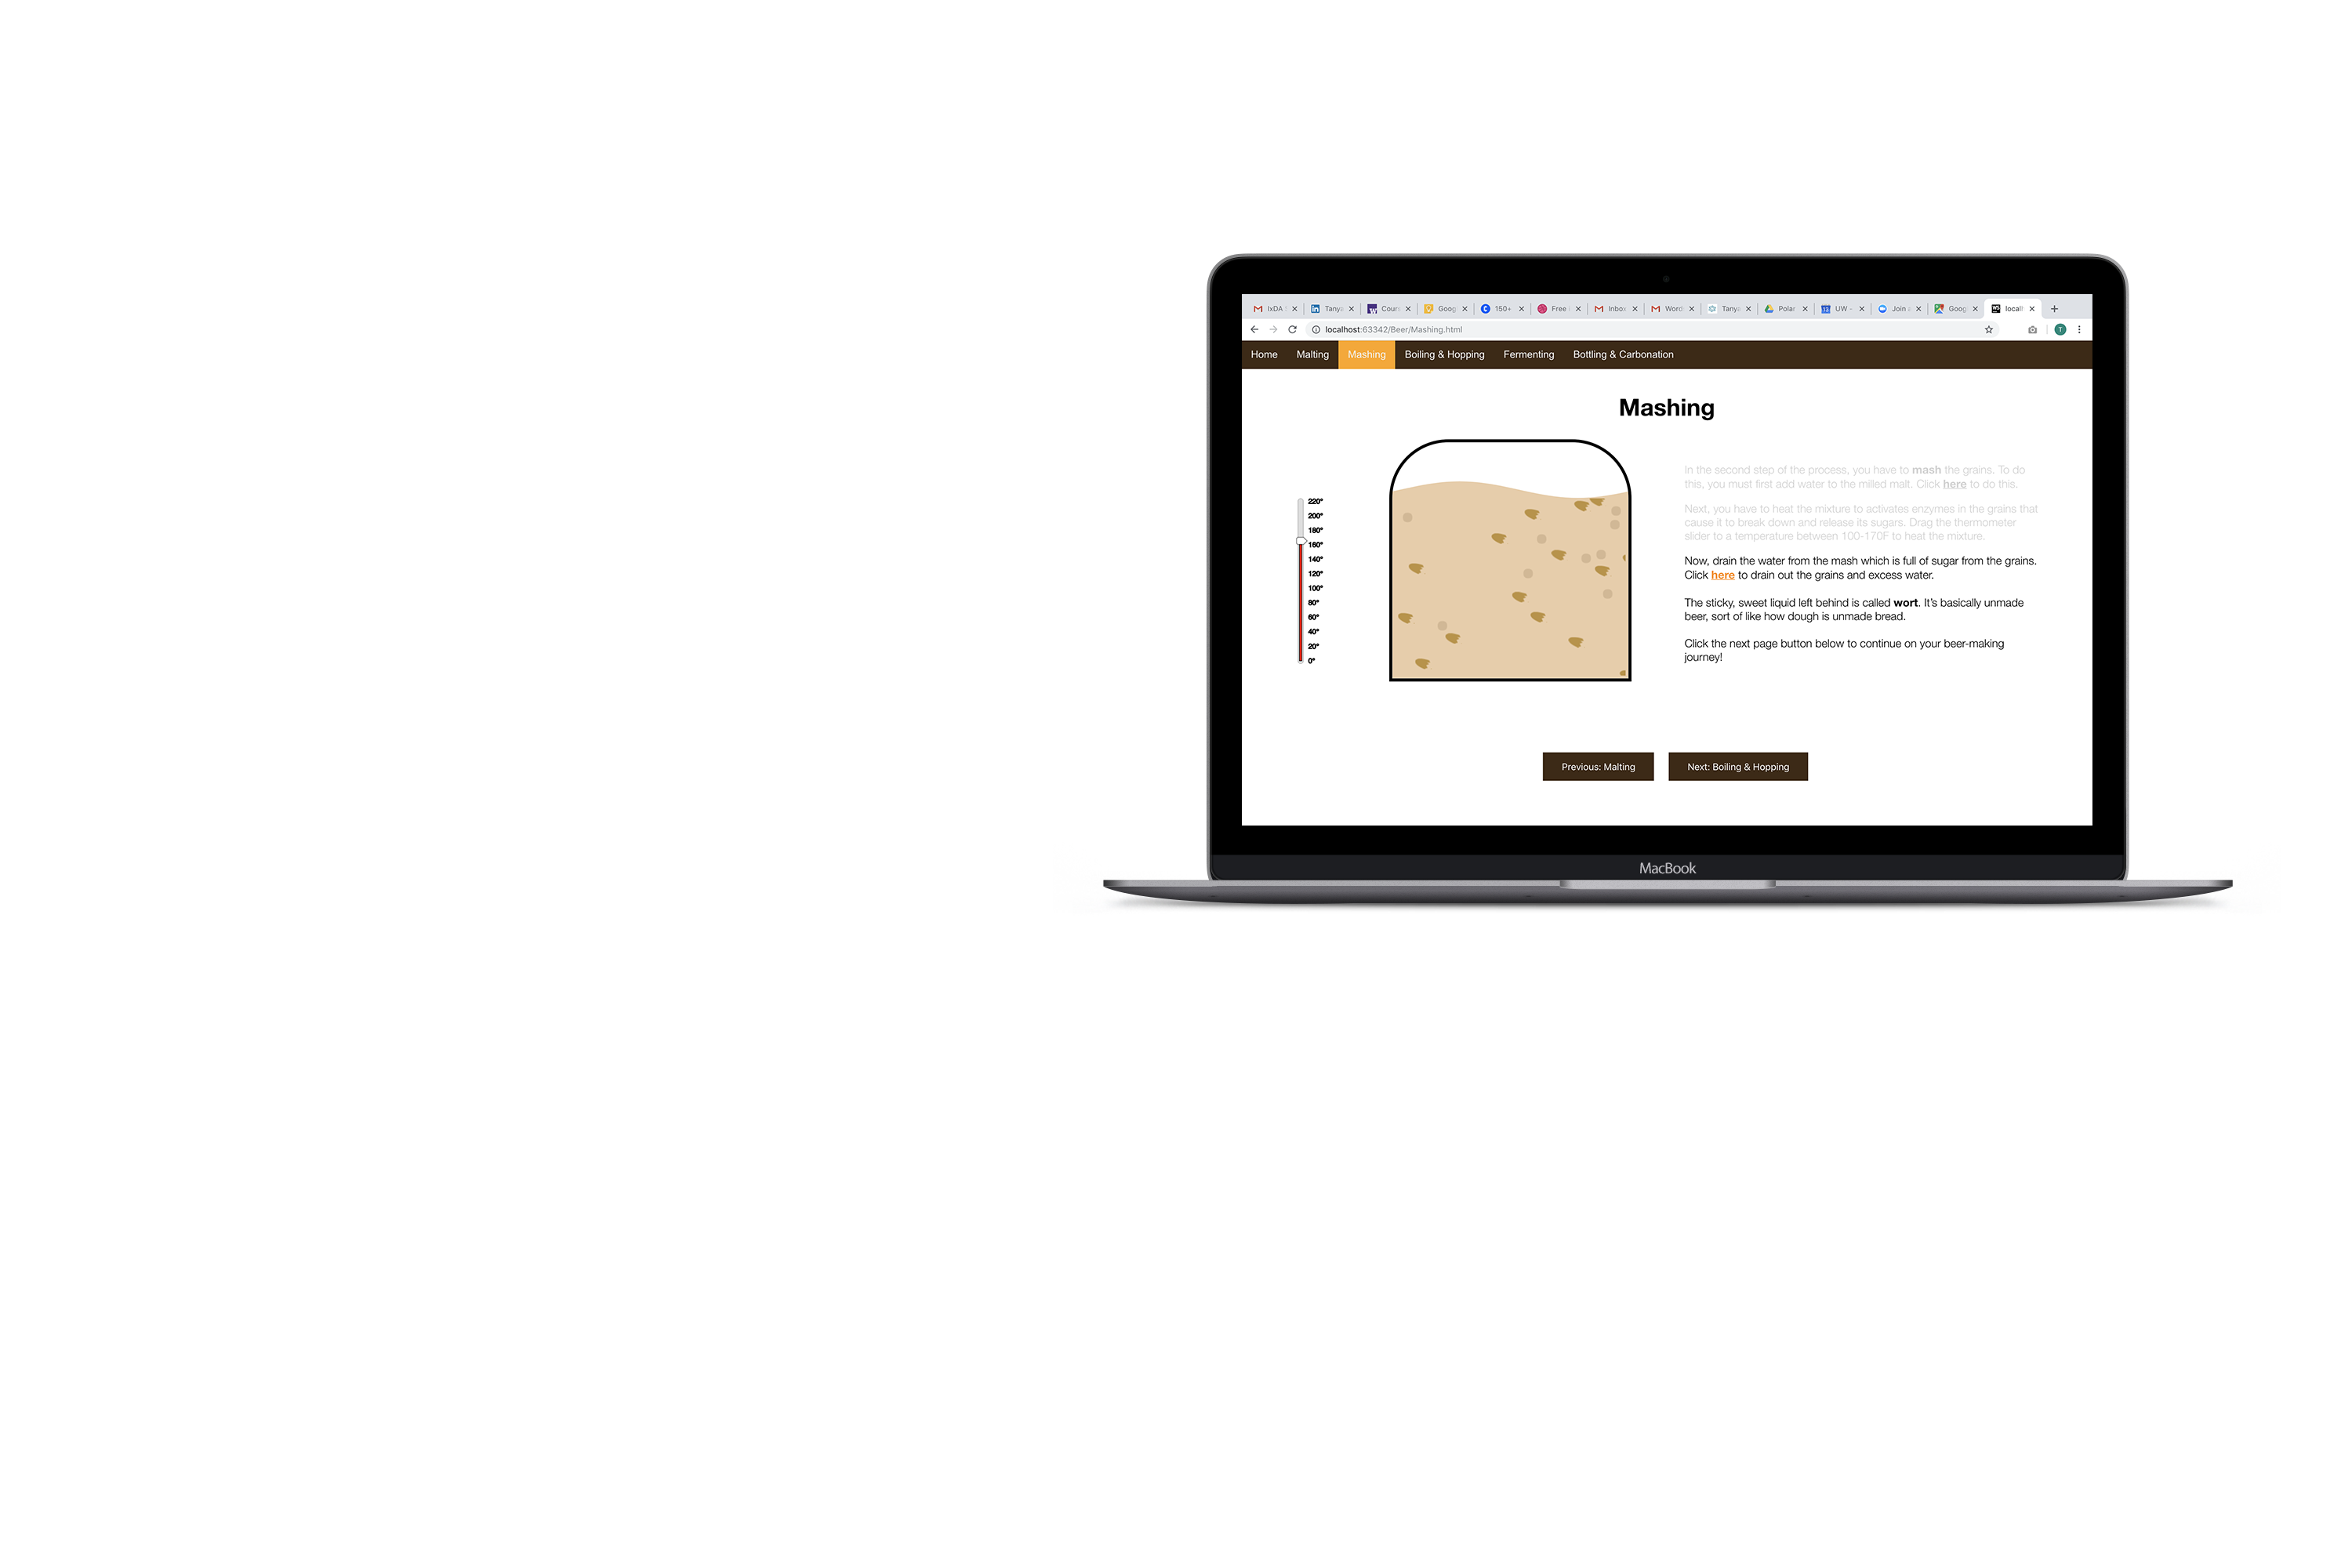 IxDA
Tanya
Cours
Goog
150+
Free
Inbox
Word
Tanya
Polar
UW -
Join a
Goog
local
localhost:63342/Beer/Mashing.html
T
Home Malting Mashing Boiling & Hopping Fermenting Bottling & Carbonation
Mashing
220°
200°
180°
160°
140°
120°
100°
80°
60°
40°
20°
0°
In the second step of the process, you have to mash the grains. To do
this, you must first add water to the milled malt. Click here to do this.
Next, you have to heat the mixture to activates enzymes in the grains that
cause it to break down and release its sugars. Drag the thermometer
slider to a temperature between 100-170F to heat the mixture.
Now, drain the water from the mash which is full of sugar from the grains.
Click here to drain out the grains and excess water.
The sticky, sweet liquid left behind is called wort. It's basically unmade
beer, sort of like how dough is unmade bread.
Click the next page button below to continue on your beer-making
journey!
Previous: Malting
Next: Boiling & Hopping
MacBook